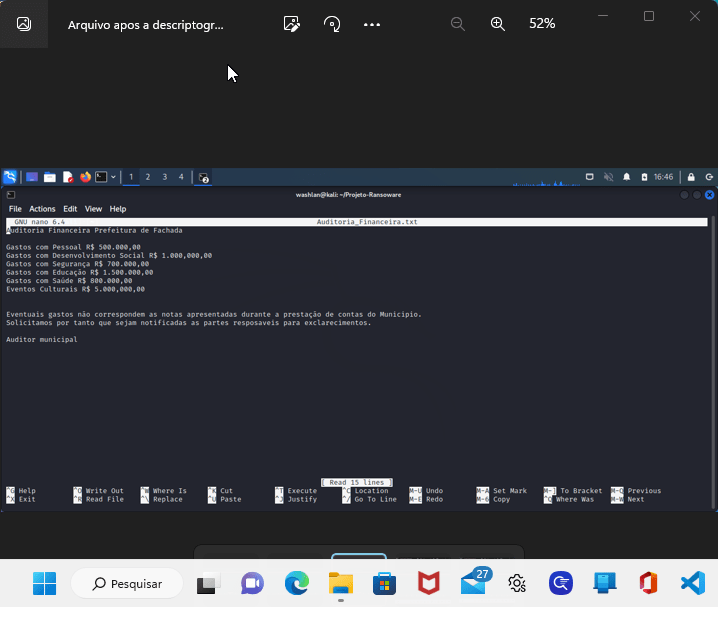 Arquivo apos a descriptogr...
52%
1 2 3 4
16:46
washlan@kali: ~/Projeto-Ransoware
File Actions Edit View Help
GNU nano 6.4 Auditoria_Financeira.txt
Auditoria Financeira Prefeitura de Fachada
Gastos com Pessoal R$ 500.000,00
Gastos com Desenvolvimento Social R$ 1.000,000,00
Gastos com Segurança R$ 700.000,00
Gastos com Educação R$ 1.500.000,00
Gastos com Saúde R$ 800.000,00
Eventos Culturais R$ 5.000,000,00
Eventuais gastos não correspondem as notas apresentadas durante a prestação de contas do Municipio.
Solicitamos por tanto que sejam notificadas as partes resposaveis para exclarecimentos.
Auditor municipal
[ Read 15 lines ]
^G Help ^O Write Out ^W Where Is ^K Cut ^T Execute ^C Location M-U Undo M-A Set Mark M-] To Bracket M-Q Previous
^X Exit ^R Read File ^\ Replace ^U Paste ^J Justify ^/ Go To Line M-E Redo M-6 Copy ^Q Where Was M-W Next
Pesquisar
27